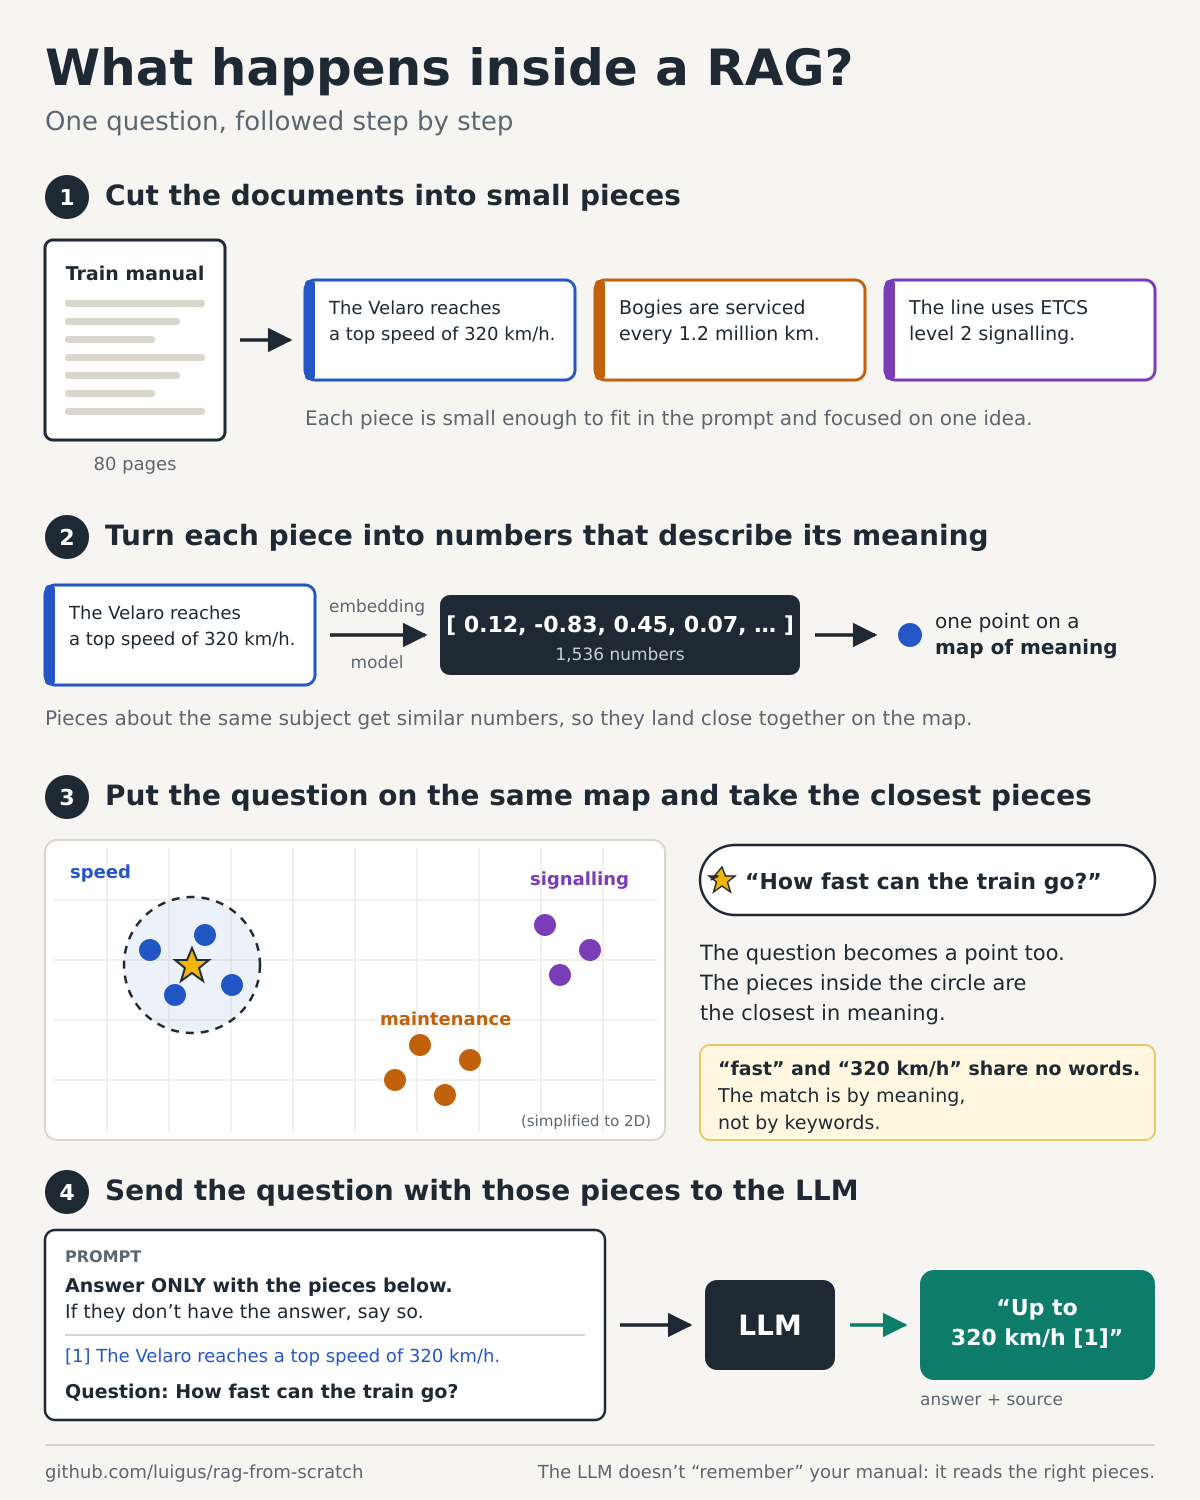 What happens inside a RAG?
One question, followed step by step
1 Cut the documents into small pieces
Train manual
80 pages
The Velaro reaches
a top speed of 320 km/h.
Bogies are serviced
every 1.2 million km.
The line uses ETCS
level 2 signalling.
Each piece is small enough to fit in the prompt and focused on one idea.
2 Turn each piece into numbers that describe its meaning
The Velaro reaches
a top speed of 320 km/h.
embedding
model
[ 0.12, -0.83, 0.45, 0.07, … ]
1,536 numbers
one point on a
map of meaning
Pieces about the same subject get similar numbers, so they land close together on the map.
3 Put the question on the same map and take the closest pieces
speed
signalling
maintenance
(simplified to 2D)
“How fast can the train go?”
The question becomes a point too.
The pieces inside the circle are
the closest in meaning.
“fast” and “320 km/h” share no words.
The match is by meaning,
not by keywords.
4 Send the question with those pieces to the LLM
PROMPT
Answer ONLY with the pieces below.
If they don’t have the answer, say so.
[1] The Velaro reaches a top speed of 320 km/h.
Question: How fast can the train go?
LLM
“Up to
320 km/h [1]”
answer + source
github.com/luigus/rag-from-scratch
The LLM doesn’t “remember” your manual: it reads the right pieces.